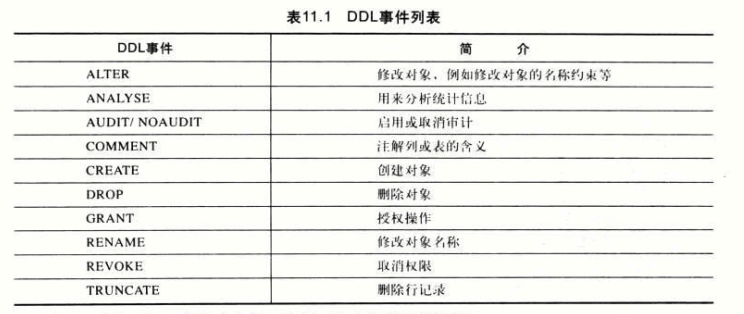 表11.1 DDL事件列表
DDL事件 简 介
ALTER 修改对象，例如修改对象的名称约束等
ANALYSE 用来分析统计信息
AUDIT/ NOAUDIT 启用或取消审计
COMMENT 注解列或表的含义
CREATE 创建对象
DROP 删除对象
GRANT 授权操作
RENAME 修改对象名称
REVOKE 取消权限
TRUNCATE 删除行记录